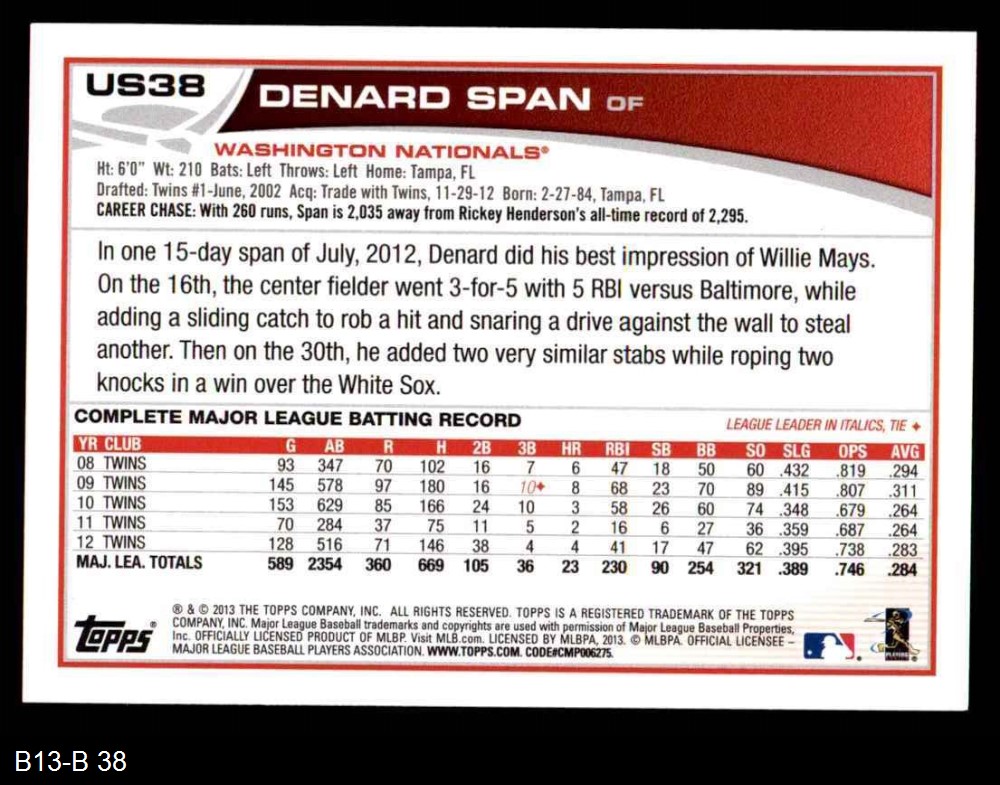 US38
DENARD SPAN OF
WASHINGTON NATIONALS®
Ht: 6'0" Wt: 210 Bats: Left Throws: Left Home: Tampa, FL
Drafted: Twins #1-June, 2002 Acq: Trade with Twins, 11-29-12 Born: 2-27-84, Tampa, FL
CAREER CHASE: With 260 runs, Span is 2,035 away from Rickey Henderson's all-time record of 2,295.
In one 15-day span of July, 2012, Denard did his best impression of Willie Mays.
On the 16th, the center fielder went 3-for-5 with 5 RBI versus Baltimore, while
adding a sliding catch to rob a hit and snaring a drive against the wall to steal
another. Then on the 30th, he added two very similar stabs while roping two
knocks in a win over the White Sox.
COMPLETE MAJOR LEAGUE BATTING RECORD
LEAGUE LEADER IN ITALICS, TIE ✦
YR CLUB G AB R H 2B 3B HR RBI SB BB SO SLG OPS AVG
08 TWINS 93 347 70 102 16 7 6 47 18 50 60 .432 .819 .294
09 TWINS 145 578 97 180 16 10✦ 8 68 23 70 89 .415 .807 .311
10 TWINS 153 629 85 166 24 10 3 58 26 60 74 .348 .679 .264
11 TWINS 70 284 37 75 11 5 2 16 6 27 36 .359 .687 .264
12 TWINS 128 516 71 146 38 4 4 41 17 47 62 .395 .738 .283
MAJ. LEA. TOTALS 589 2354 360 669 105 36 23 230 90 254 321 .389 .746 .284
Topps®
® & © 2013 THE TOPPS COMPANY, INC. ALL RIGHTS RESERVED. TOPPS IS A REGISTERED TRADEMARK OF THE TOPPS
COMPANY, INC. Major League Baseball trademarks and copyrights are used with permission of Major League Baseball Properties,
Inc. OFFICIALLY LICENSED PRODUCT OF MLBP. Visit MLB.com. LICENSED BY MLBPA, 2013. © MLBPA. OFFICIAL LICENSEE –
MAJOR LEAGUE BASEBALL PLAYERS ASSOCIATION. WWW.TOPPS.COM. CODE#CMP006275.
B13-B 38